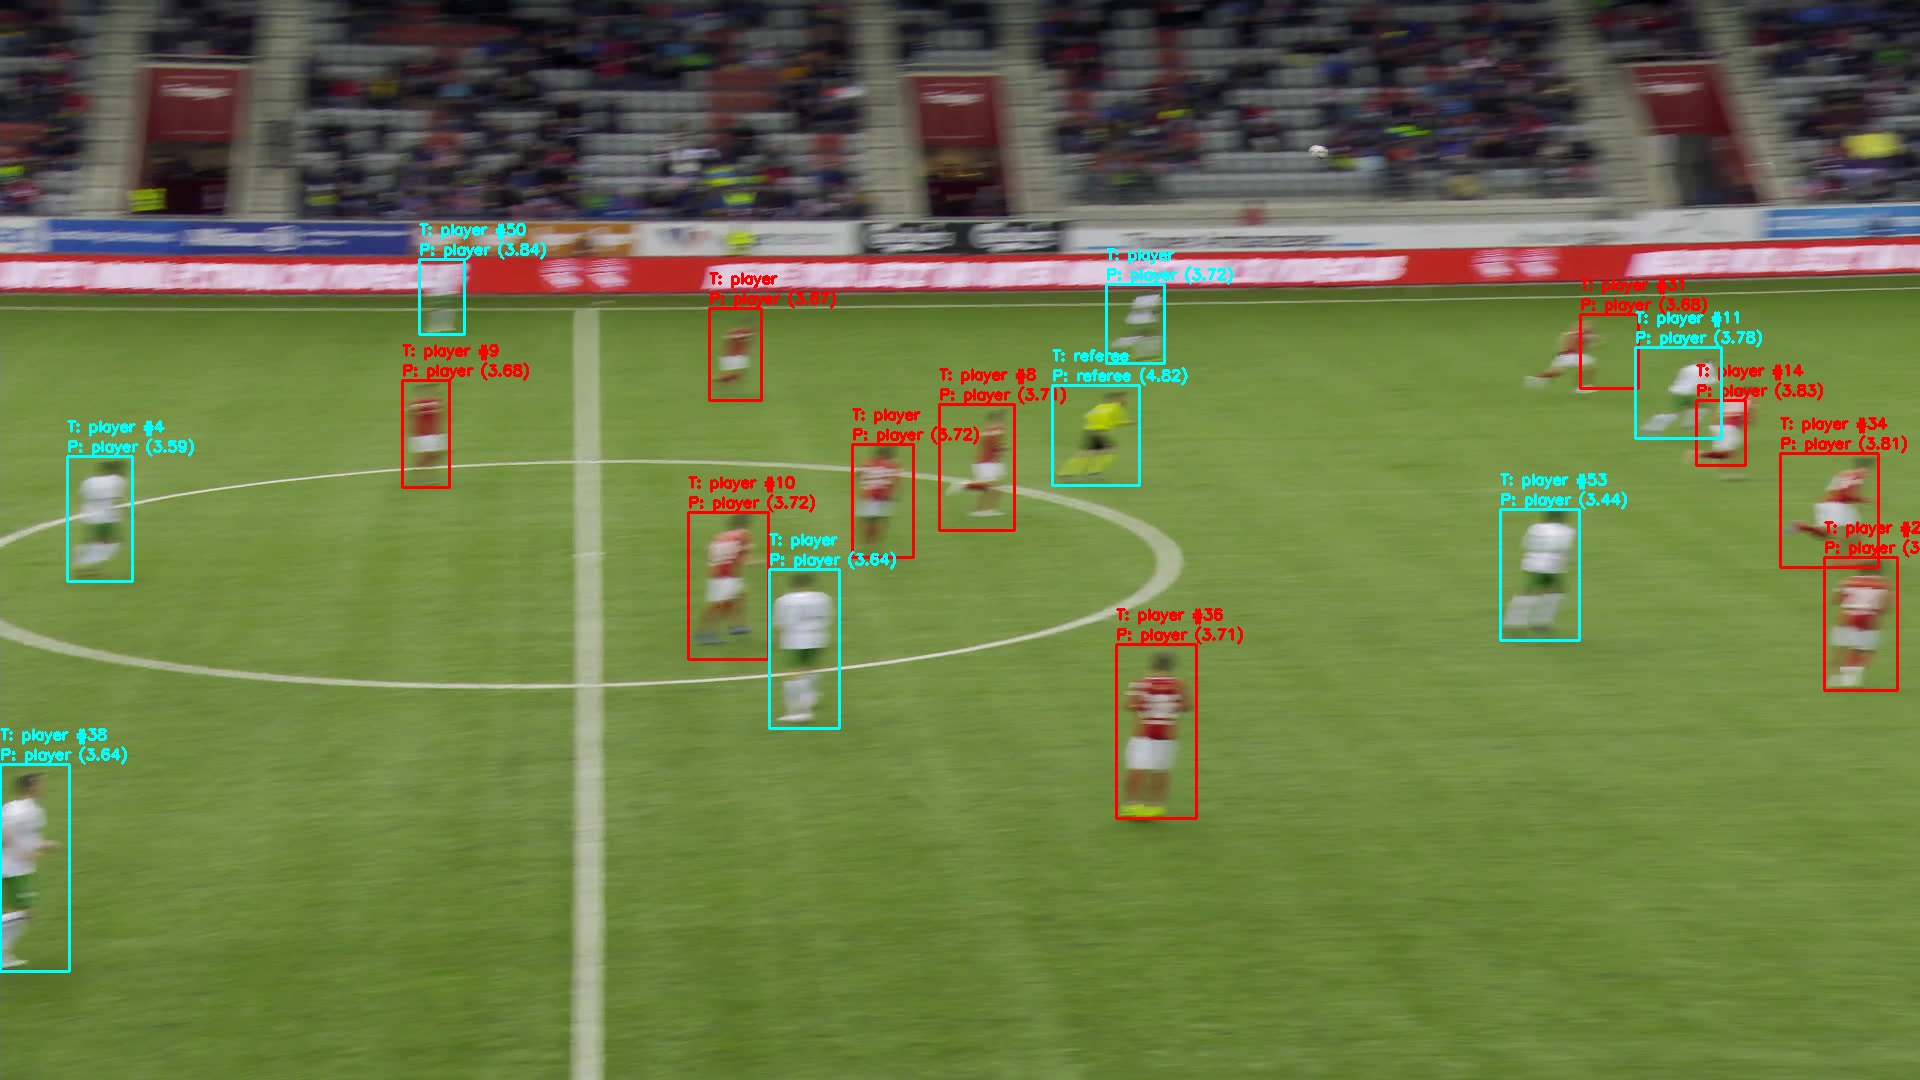 T: player #50
P: player (3.84)
T: player
P: player (3.72)
T: player
P: player (3.67)
T: player #31
P: player (3.68)
T: player #11
P: player (3.78)
T: player #9
P: player (3.68)
T: referee
P: referee (4.82)
T: player #8
P: player (3.71)
T: player #14
P: player (3.83)
T: player
P: player (3.72)
T: player #4
P: player (3.59)
T: player #34
P: player (3.81)
T: player #10
P: player (3.72)
T: player #53
P: player (3.44)
T: player #2
P: player (3
T: player
P: player (3.64)
T: player #36
P: player (3.71)
T: player #38
P: player (3.64)